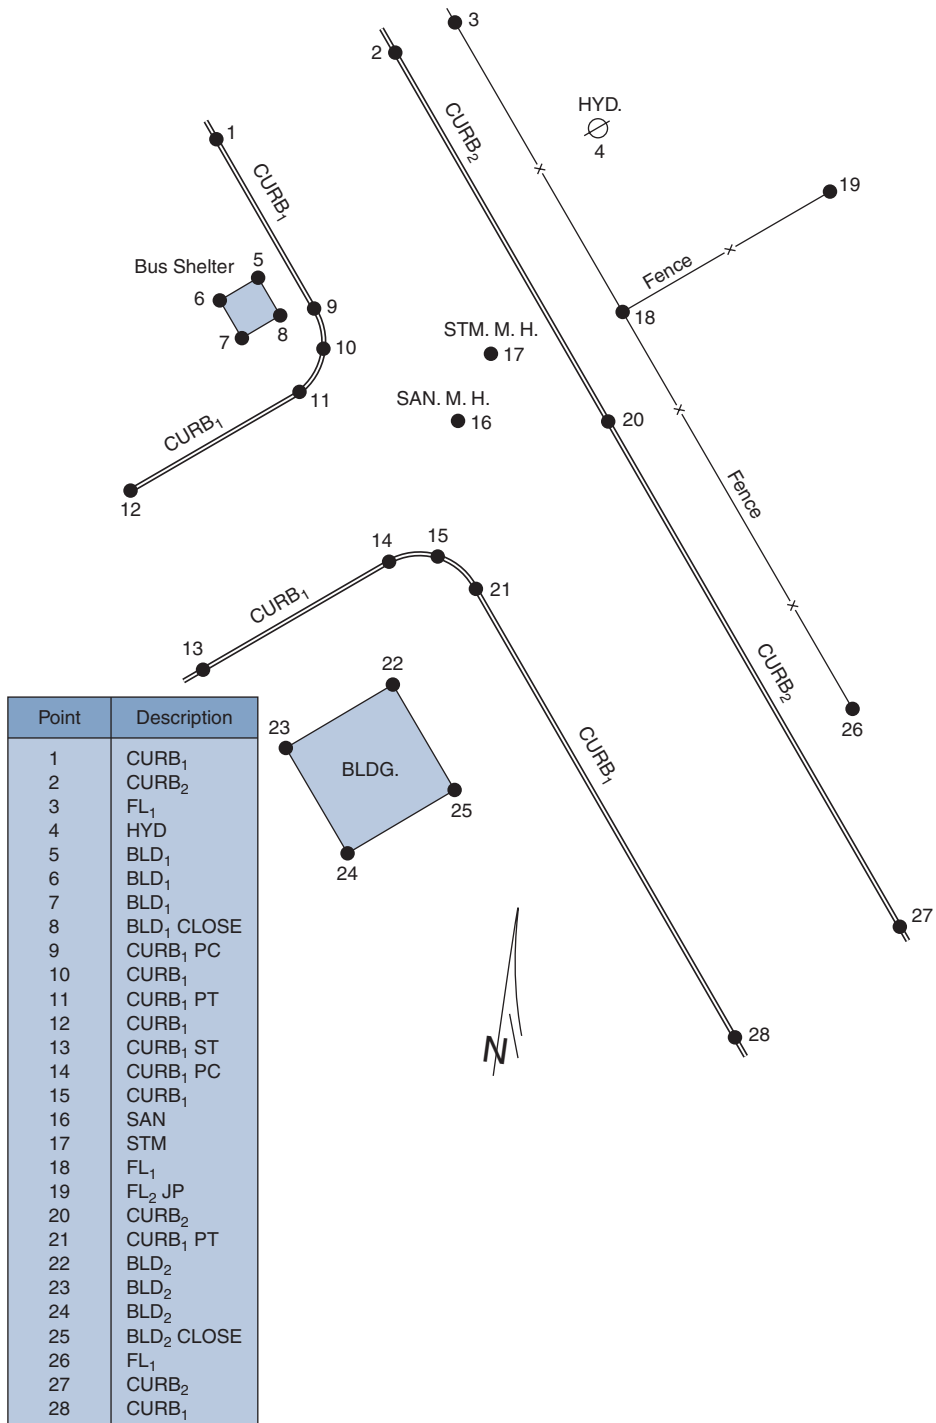 3
2
HYD.
4
CURB₂
1
CURB₁
19
Bus Shelter
5
6
Fence
9
18
8
7
STM. M. H.
10
17
11
SAN. M. H.
16
20
CURB₁
12
Fence
15
14
21
CURB₁
13
22
CURB₂
23
26
BLDG.
CURB₁
25
24
27
N
28
Point Description
1 CURB₁
2 CURB₂
3 FL₁
4 HYD
5 BLD₁
6 BLD₁
7 BLD₁
8 BLD₁ CLOSE
9 CURB₁ PC
10 CURB₁
11 CURB₁ PT
12 CURB₁
13 CURB₁ ST
14 CURB₁ PC
15 CURB₁
16 SAN
17 STM
18 FL₁
19 FL₂ JP
20 CURB₂
21 CURB₁ PT
22 BLD₂
23 BLD₂
24 BLD₂
25 BLD₂ CLOSE
26 FL₁
27 CURB₂
28 CURB₁